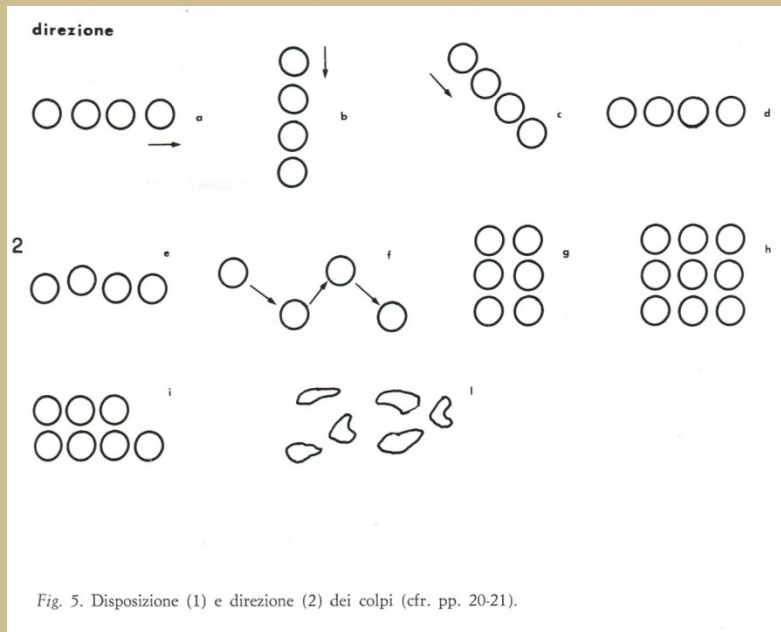 direzione
a
b
c
d
2
e
f
g
h
i
l
Fig. 5. Disposizione (1) e direzione (2) dei colpi (cfr. pp. 20-21).